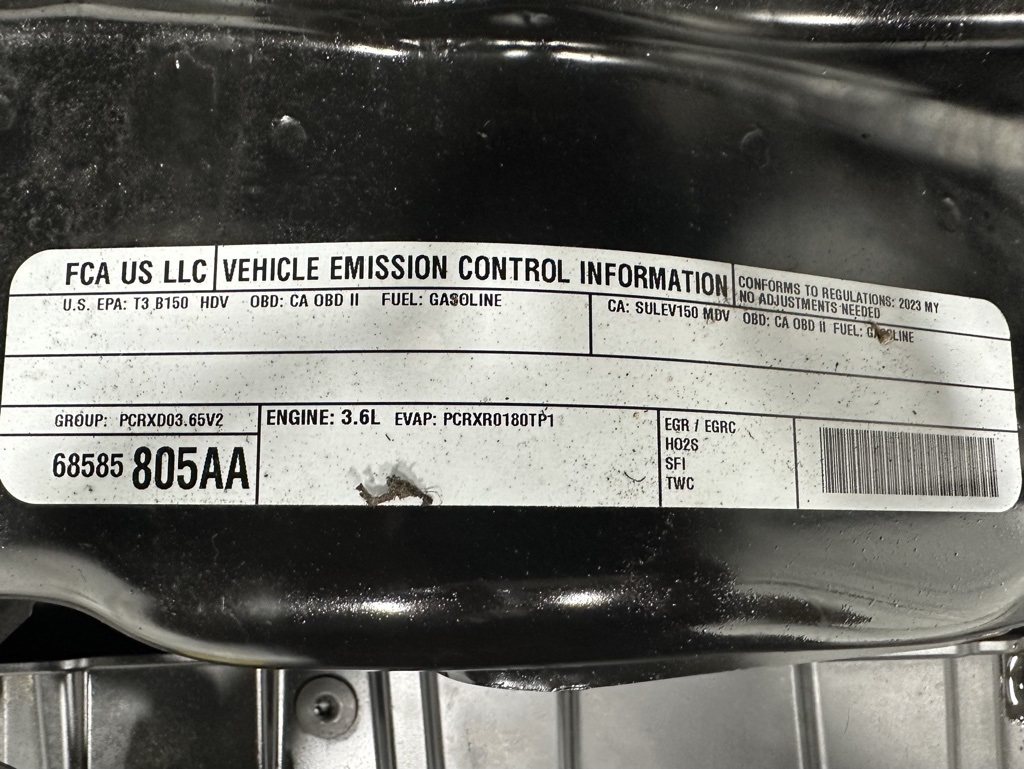 FCA US LLC VEHICLE EMISSION CONTROL INFORMATION CONFORMS TO REGULATIONS: 2023 MY
NO ADJUSTMENTS NEEDED
U.S. EPA: T3 B150 HDV OBD: CA OBD II FUEL: GASOLINE
CA: SULEV150 MDV OBD: CA OBD II FUEL: GASOLINE
GROUP: PCRXD03.65V2
68585 805AA
ENGINE: 3.6L EVAP: PCRXR0180TP1
EGR / EGRC
HO2S
SFI
TWC